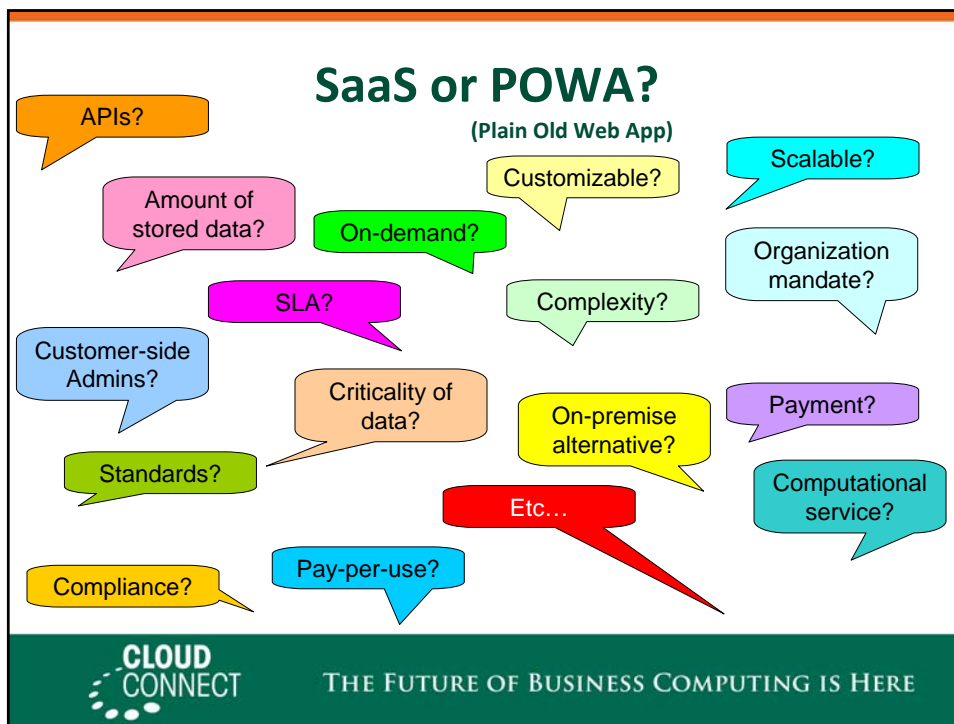 SaaS or POWA?
(Plain Old Web App)
APIs?
Customizable?
Scalable?
Amount of
stored data?
On-demand?
Organization
mandate?
SLA?
Complexity?
Customer-side
Admins?
Criticality of
data?
On-premise
alternative?
Payment?
Standards?
Etc…
Computational
service?
Compliance?
Pay-per-use?
CLOUD
CONNECT
THE FUTURE OF BUSINESS COMPUTING IS HERE